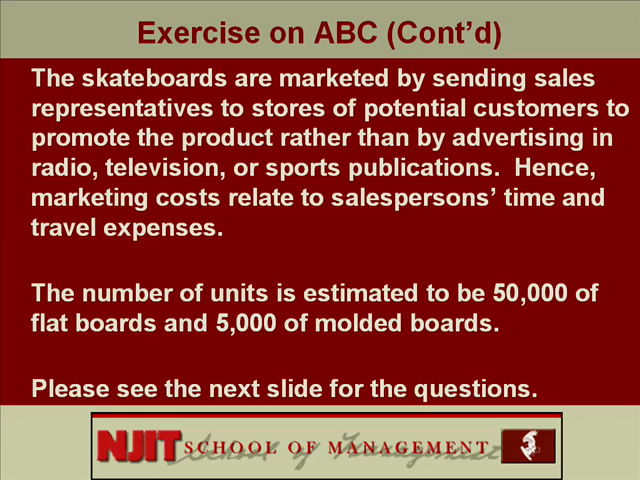 Exercise on ABC (Cont’d)
The skateboards are marketed by sending sales
representatives to stores of potential customers to
promote the product rather than by advertising in
radio, television, or sports publications.  Hence,
marketing costs relate to salespersons’ time and
travel expenses.
The number of units is estimated to be 50,000 of
flat boards and 5,000 of molded boards.
Please see the next slide for the questions.
NJIT SCHOOL OF MANAGEMENT
School of Management